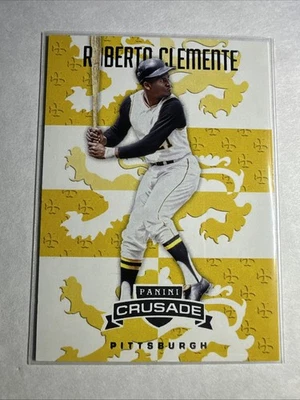 ROBERTO CLEMENTE
PANINI
CRUSADE
PITTSBURGH